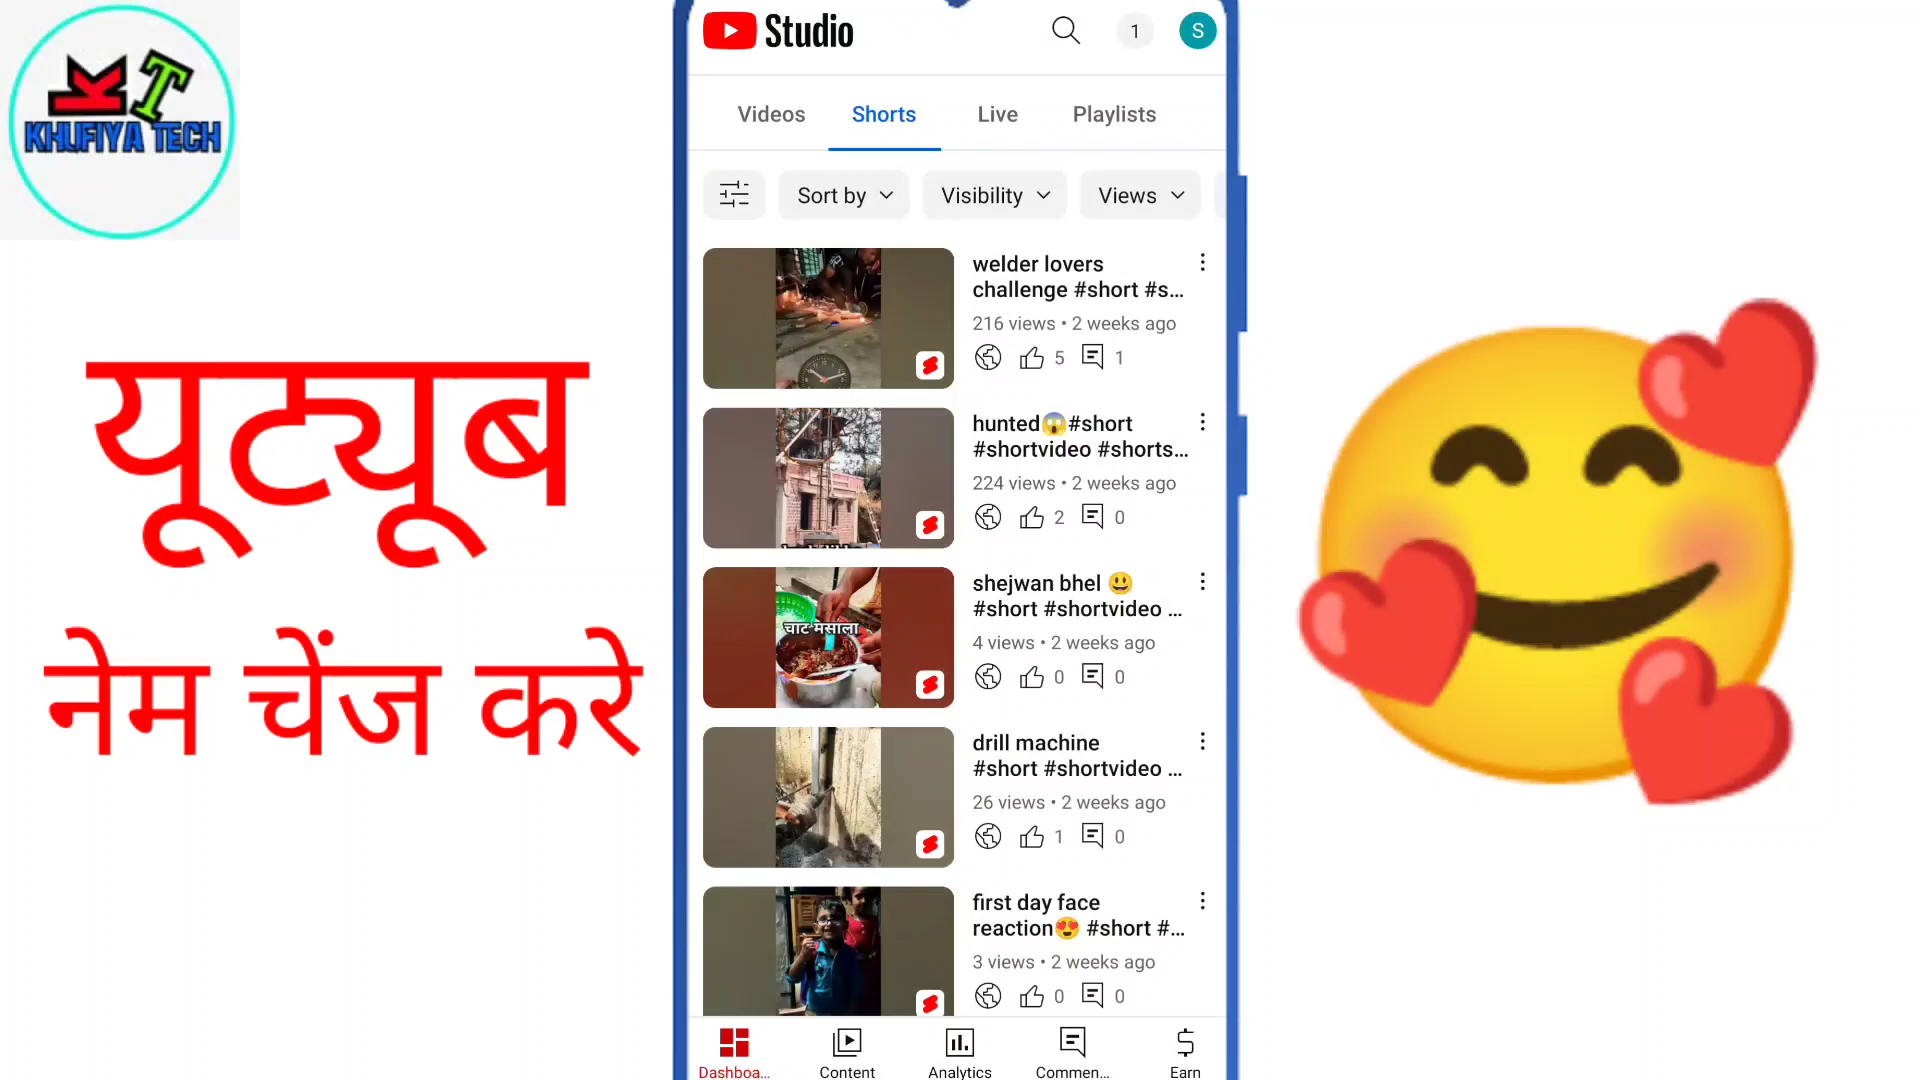 KT
KHUFIYA TECH
यूट्यूब
नेम चेंज करे
Studio
1
S
Videos
Shorts
Live
Playlists
Sort by
Visibility
Views
welder lovers
challenge #short #s...
216 views • 2 weeks ago
5
1
hunted😱#short
#shortvideo #shorts...
224 views • 2 weeks ago
2
0
चाट मसाला
shejwan bhel 😃
#short #shortvideo ...
4 views • 2 weeks ago
0
0
drill machine
#short #shortvideo ...
26 views • 2 weeks ago
1
0
first day face
reaction😍 #short #...
3 views • 2 weeks ago
0
0
Dashboa...
Content
Analytics
Commen...
Earn